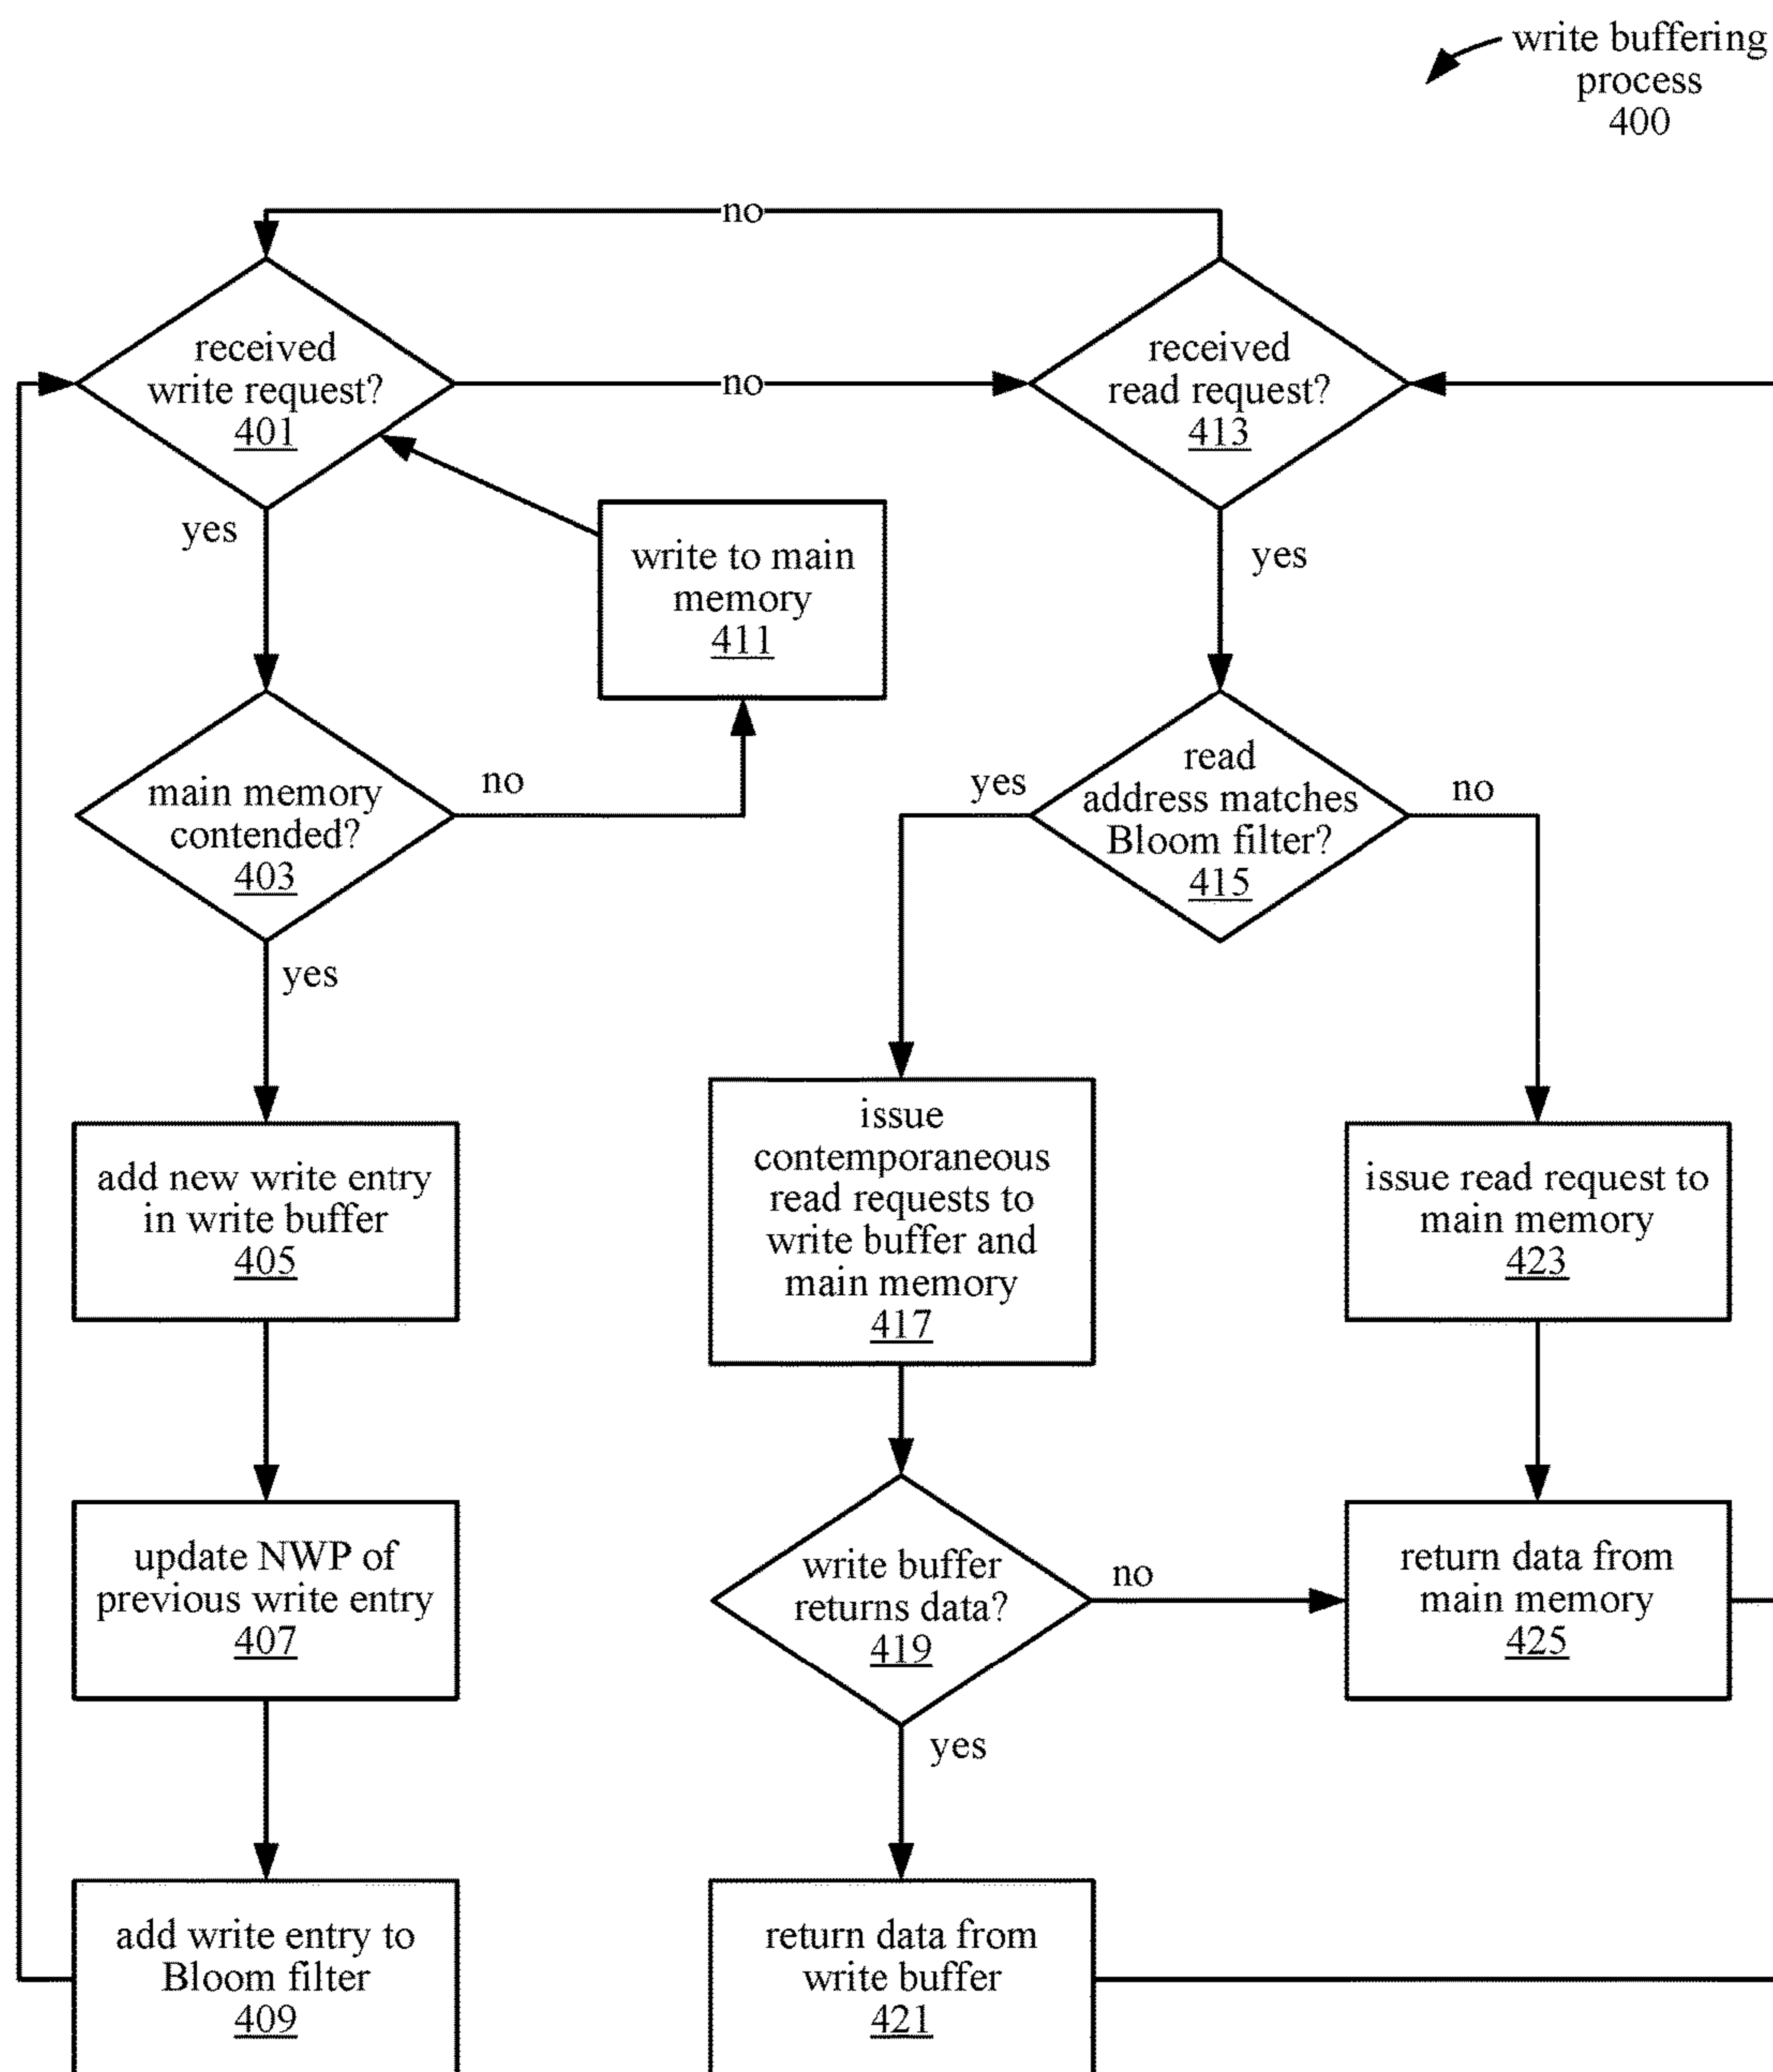 write buffering
process
400
no
received
write request?
401
no
received
read request?
413
yes
write to main
memory
411
yes
main memory
contended?
403
no
yes
read
address matches
Bloom filter?
415
no
yes
add new write entry
in write buffer
405
issue
contemporaneous
read requests to
write buffer and
main memory
417
issue read request to
main memory
423
update NWP of
previous write entry
407
write buffer
returns data?
419
no
return data from
main memory
425
yes
add write entry to
Bloom filter
409
return data from
write buffer
421